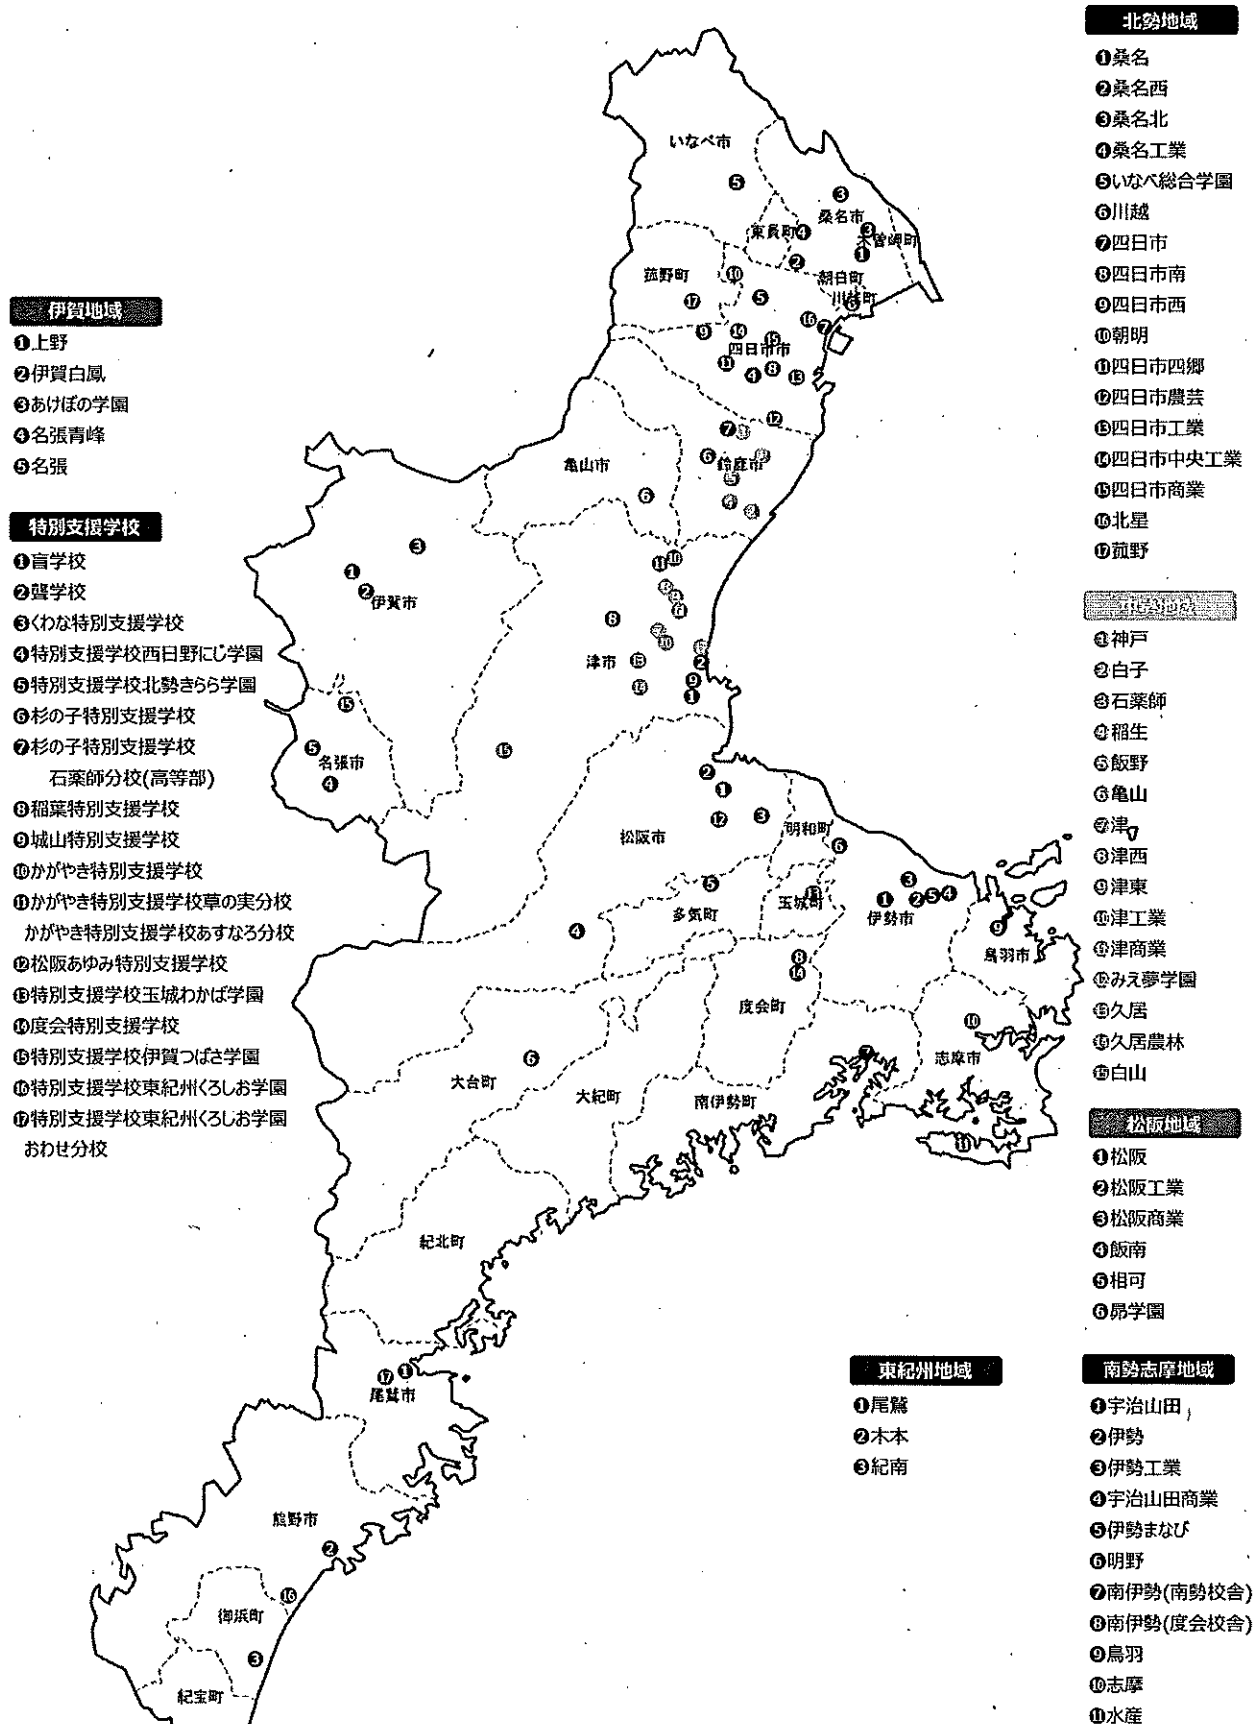 北勢地域
❶桑名
❷桑名西
❸桑名北
❹桑名工業
❺いなべ総合学園
❻川越
❼四日市
❽四日市南
❾四日市西
❿朝明
⓫四日市四郷
⓬四日市農芸
⓭四日市工業
⓮四日市中央工業
⓯四日市商業
⓰北星
⓱菰野
中勢地域
❶神戸
❷白子
❸石薬師
❹稲生
❺飯野
❻亀山
❼津
❽津西
❾津東
❿津工業
⓫津商業
⓬みえ夢学園
⓭久居
⓮久居農林
⓯白山
松阪地域
❶松阪
❷松阪工業
❸松阪商業
❹飯南
❺相可
❻昴学園
南勢志摩地域
❶宇治山田
❷伊勢
❸伊勢工業
❹宇治山田商業
❺伊勢まなび
❻明野
❼南伊勢(南勢校舎)
❽南伊勢(度会校舎)
❾鳥羽
❿志摩
⓫水産
東紀州地域
❶尾鷲
❷木本
❸紀南
伊賀地域
❶上野
❷伊賀白鳳
❸あけぼの学園
❹名張青峰
❺名張
特別支援学校
❶盲学校
❷聾学校
❸くわな特別支援学校
❹特別支援学校西日野にじ学園
❺特別支援学校北勢きらら学園
❻杉の子特別支援学校
❼杉の子特別支援学校
石薬師分校(高等部)
❽稲葉特別支援学校
❾城山特別支援学校
❿かがやき特別支援学校
⓫かがやき特別支援学校草の実分校
かがやき特別支援学校あすなろ分校
⓬松阪あゆみ特別支援学校
⓭特別支援学校玉城わかば学園
⓮度会特別支援学校
⓯特別支援学校伊賀つばさ学園
⓰特別支援学校東紀州くろしお学園
⓱特別支援学校東紀州くろしお学園
おわせ分校
いなべ市
桑名市
東員町
木曽岬町
朝日町
川越町
菰野町
四日市市
鈴鹿市
亀山市
伊賀市
津市
名張市
松阪市
明和町
多気町
玉城町
伊勢市
鳥羽市
度会町
志摩市
大台町
大紀町
南伊勢町
紀北町
尾鷲市
熊野市
御浜町
紀宝町